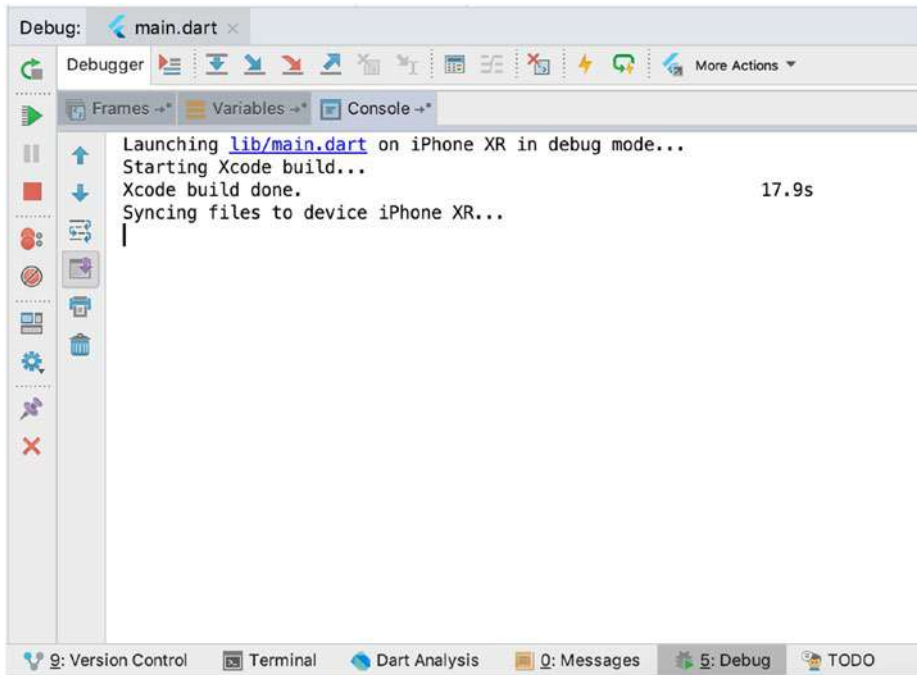 Debug: main.dart
Debugger More Actions
Frames Variables Console
Launching lib/main.dart on iPhone XR in debug mode...
Starting Xcode build...
Xcode build done. 17.9s
Syncing files to device iPhone XR...
9: Version Control Terminal Dart Analysis 0: Messages 5: Debug TODO